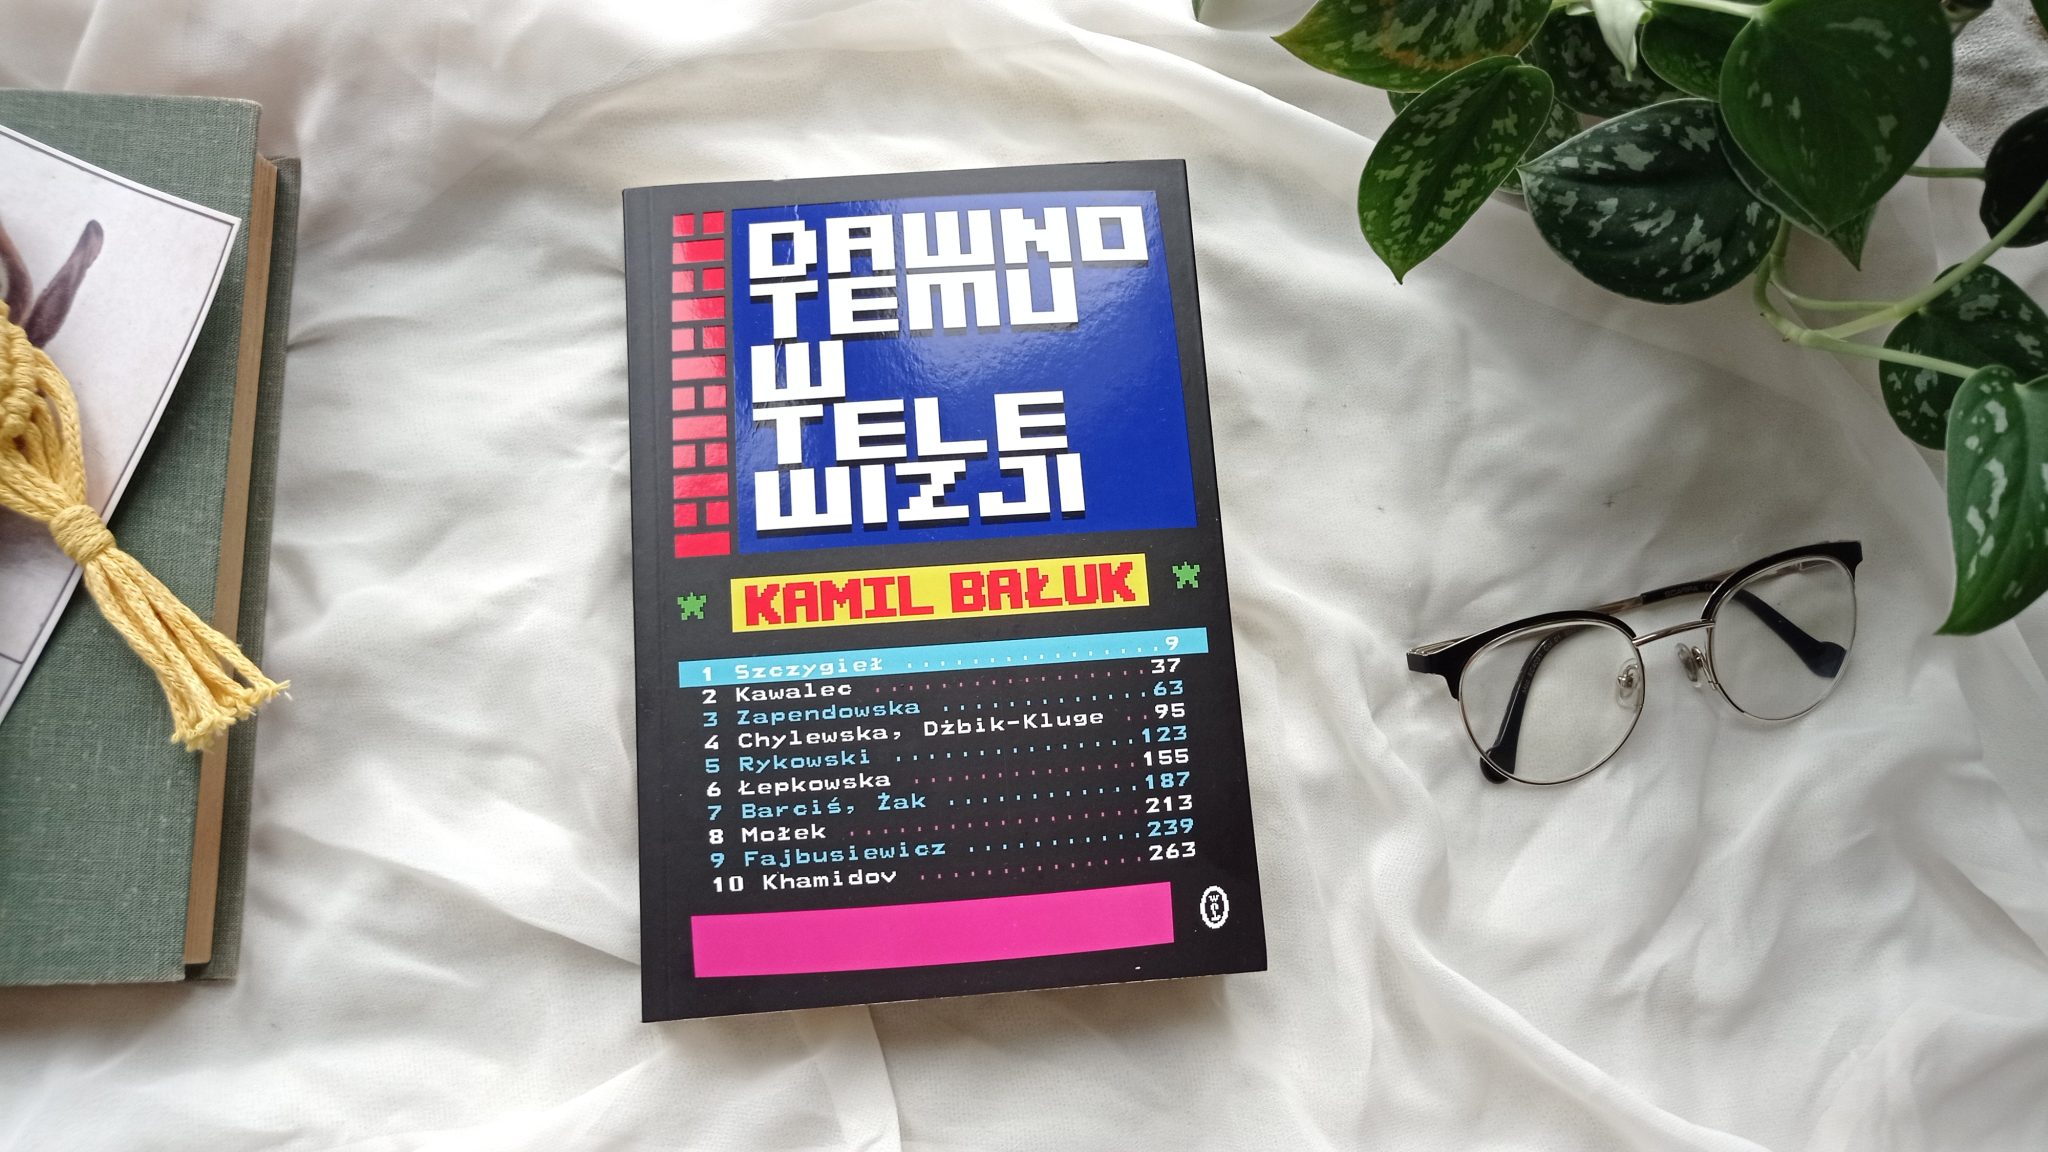 DAWNO
TEMU
W
TELE
WIZJI
KAMIL BAŁUK
1 Szczygieł ................9
2 Kawalec ................37
3 Zapendowska ............63
4 Chylewska, Dżbik-Kluge ..95
5 Rykowski ..............123
6 Łepkowska .............155
7 Barciś, Żak ...........187
8 Mołek .................213
9 Fajbusiewicz ..........239
10 Khamidov .............263